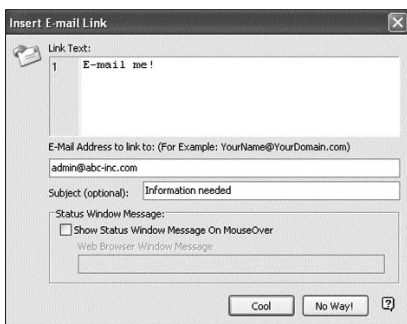 Insert E-mail Link
Link Text:
1 E-mail me!
E-Mail Address to link to: (For Example: YourName@YourDomain.com)
admin@abc-inc.com
Subject (optional): Information needed
Status Window Message:
Show Status Window Message On MouseOver
Web Browser Window Message
Cool No Way! ?